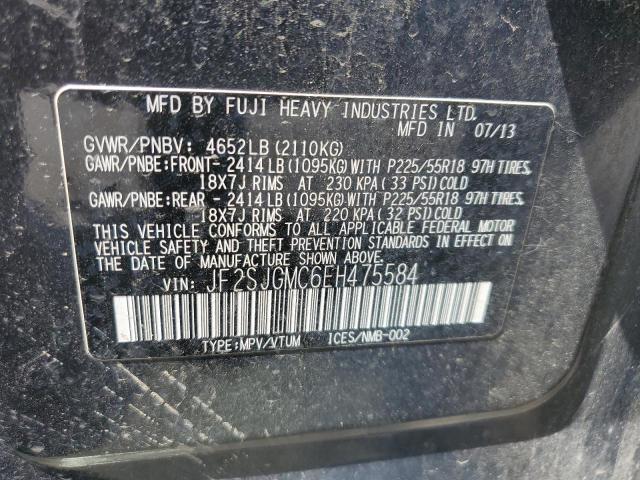 MFD BY FUJI HEAVY INDUSTRIES LTD.
MFD IN 07/13
GVWR/PNBV: 4652LB (2110KG)
GAWR/PNBE:FRONT- 2414LB (1095KG) WITH P225/55R18 97H TIRES,
18X7J RIMS AT 230 KPA (33 PSI) COLD
GAWR/PNBE:REAR - 2414LB (1095KG) WITH P225/55R18 97H TIRES,
18X7J RIMS AT 220 KPA (32 PSI) COLD
THIS VEHICLE CONFORMS TO ALL APPLICABLE FEDERAL MOTOR
VEHICLE SAFETY AND THEFT PREVENTION STANDARDS IN EFFECT ON
THE DATE OF MANUFACTURE SHOWN ABOVE.
VIN: JF2SJGMC6EH475584
TYPE:MPV/VTUM ICES/NMB-002